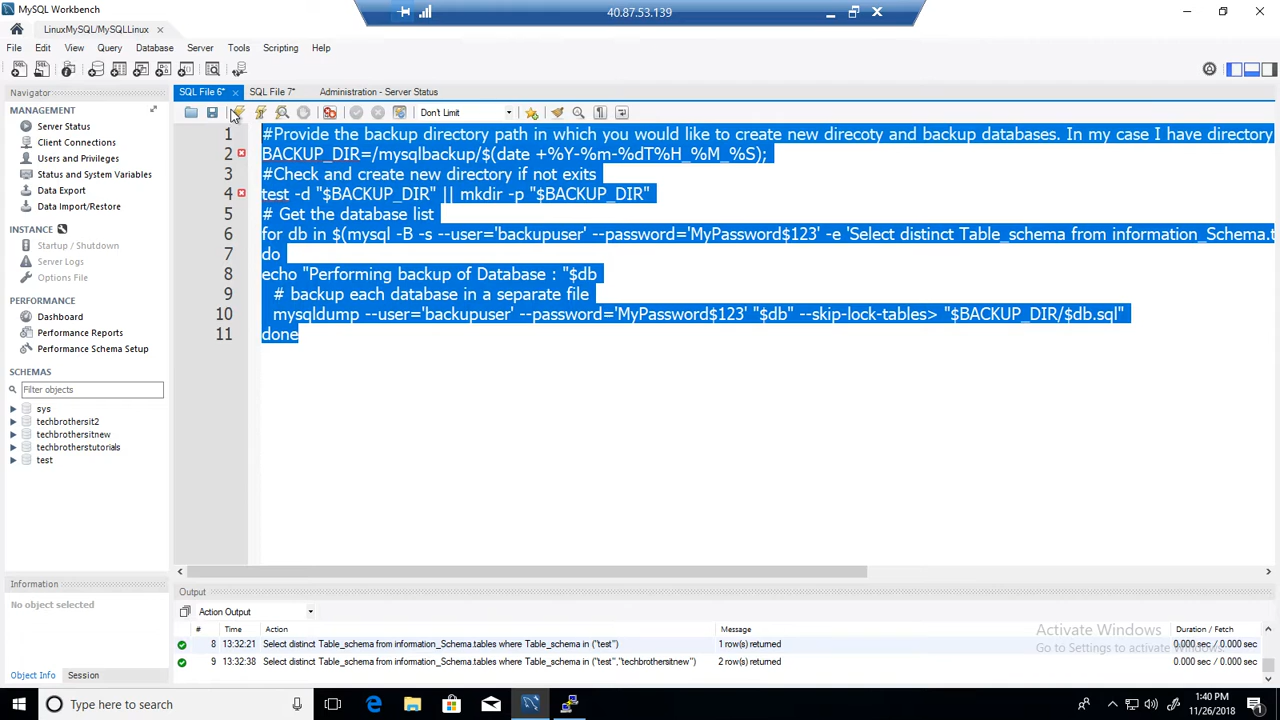 MySQL Workbench
40.87.53.139
LinuxMySQL/MySQLLinux
File Edit View Query Database Server Tools Scripting Help
Navigator
SQL File 6* SQL File 7* Administration - Server Status
MANAGEMENT
Server Status
Client Connections
Users and Privileges
Status and System Variables
Data Export
Data Import/Restore
INSTANCE
Startup / Shutdown
Server Logs
Options File
PERFORMANCE
Dashboard
Performance Reports
Performance Schema Setup
SCHEMAS
Filter objects
sys
techbrothersit2
techbrothersitnew
techbrotherstutorials
test
Don't Limit
1 #Provide the backup directory path in which you would like to create new direcoty and backup databases. In my case I have directory
2 BACKUP_DIR=/mysqlbackup/$(date +%Y-%m-%dT%H_%M_%S);
3 #Check and create new directory if not exits
4 test -d "$BACKUP_DIR" || mkdir -p "$BACKUP_DIR"
5 # Get the database list
6 for db in $(mysql -B -s --user='backupuser' --password='MyPassword$123' -e 'Select distinct Table_schema from information_Schema.t
7 do
8 echo "Performing backup of Database : "$db
9 # backup each database in a separate file
10 mysqldump --user='backupuser' --password='MyPassword$123' "$db" --skip-lock-tables> "$BACKUP_DIR/$db.sql"
11 done
Information
No object selected
Object Info Session
Output
Action Output
# Time Action Message Duration / Fetch
8 13:32:21 Select distinct Table_schema from information_Schema.tables where Table_schema in ("test") 1 row(s) returned 0.000 sec / 0.000 sec
9 13:32:38 Select distinct Table_schema from information_Schema.tables where Table_schema in ("test","techbrothersitnew") 2 row(s) returned 0.000 sec / 0.000 sec
Activate Windows
Go to Settings to activate Windows.
Type here to search
1:40 PM
11/26/2018
1